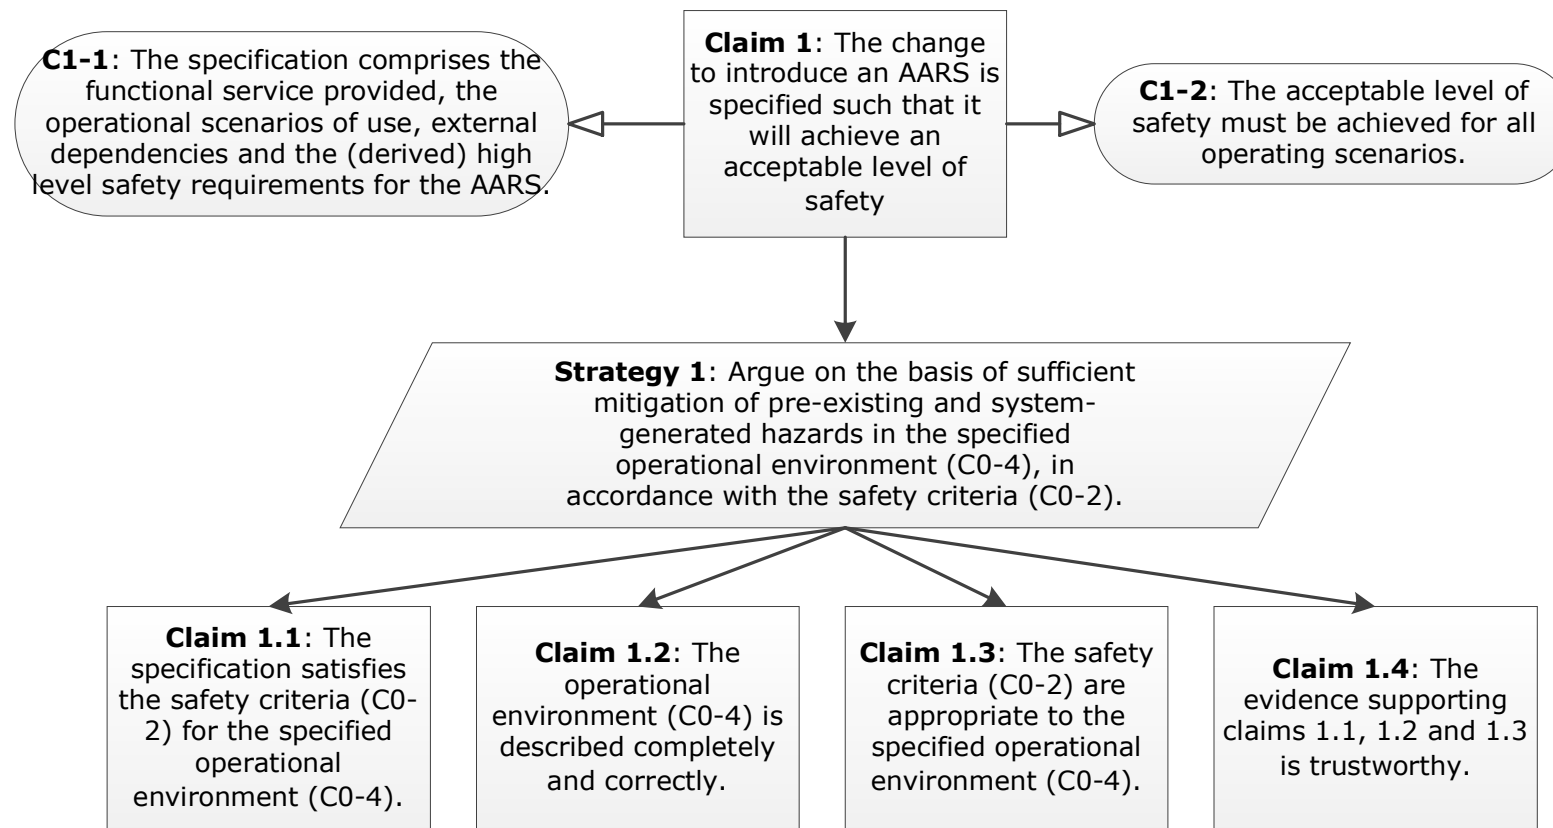 C1-1: The specification comprises the
functional service provided, the
operational scenarios of use, external
dependencies and the (derived) high
level safety requirements for the AARS.
Claim 1: The change
to introduce an AARS is
specified such that it
will achieve an
acceptable level of
safety
C1-2: The acceptable level of
safety must be achieved for all
operating scenarios.
Strategy 1: Argue on the basis of sufficient
mitigation of pre-existing and system-
generated hazards in the specified
operational environment (C0-4), in
accordance with the safety criteria (C0-2).
Claim 1.1: The
specification satisfies
the safety criteria (C0-
2) for the specified
operational
environment (C0-4).
Claim 1.2: The
operational
environment (C0-4) is
described completely
and correctly.
Claim 1.3: The safety
criteria (C0-2) are
appropriate to the
specified operational
environment (C0-4).
Claim 1.4: The
evidence supporting
claims 1.1, 1.2 and 1.3
is trustworthy.